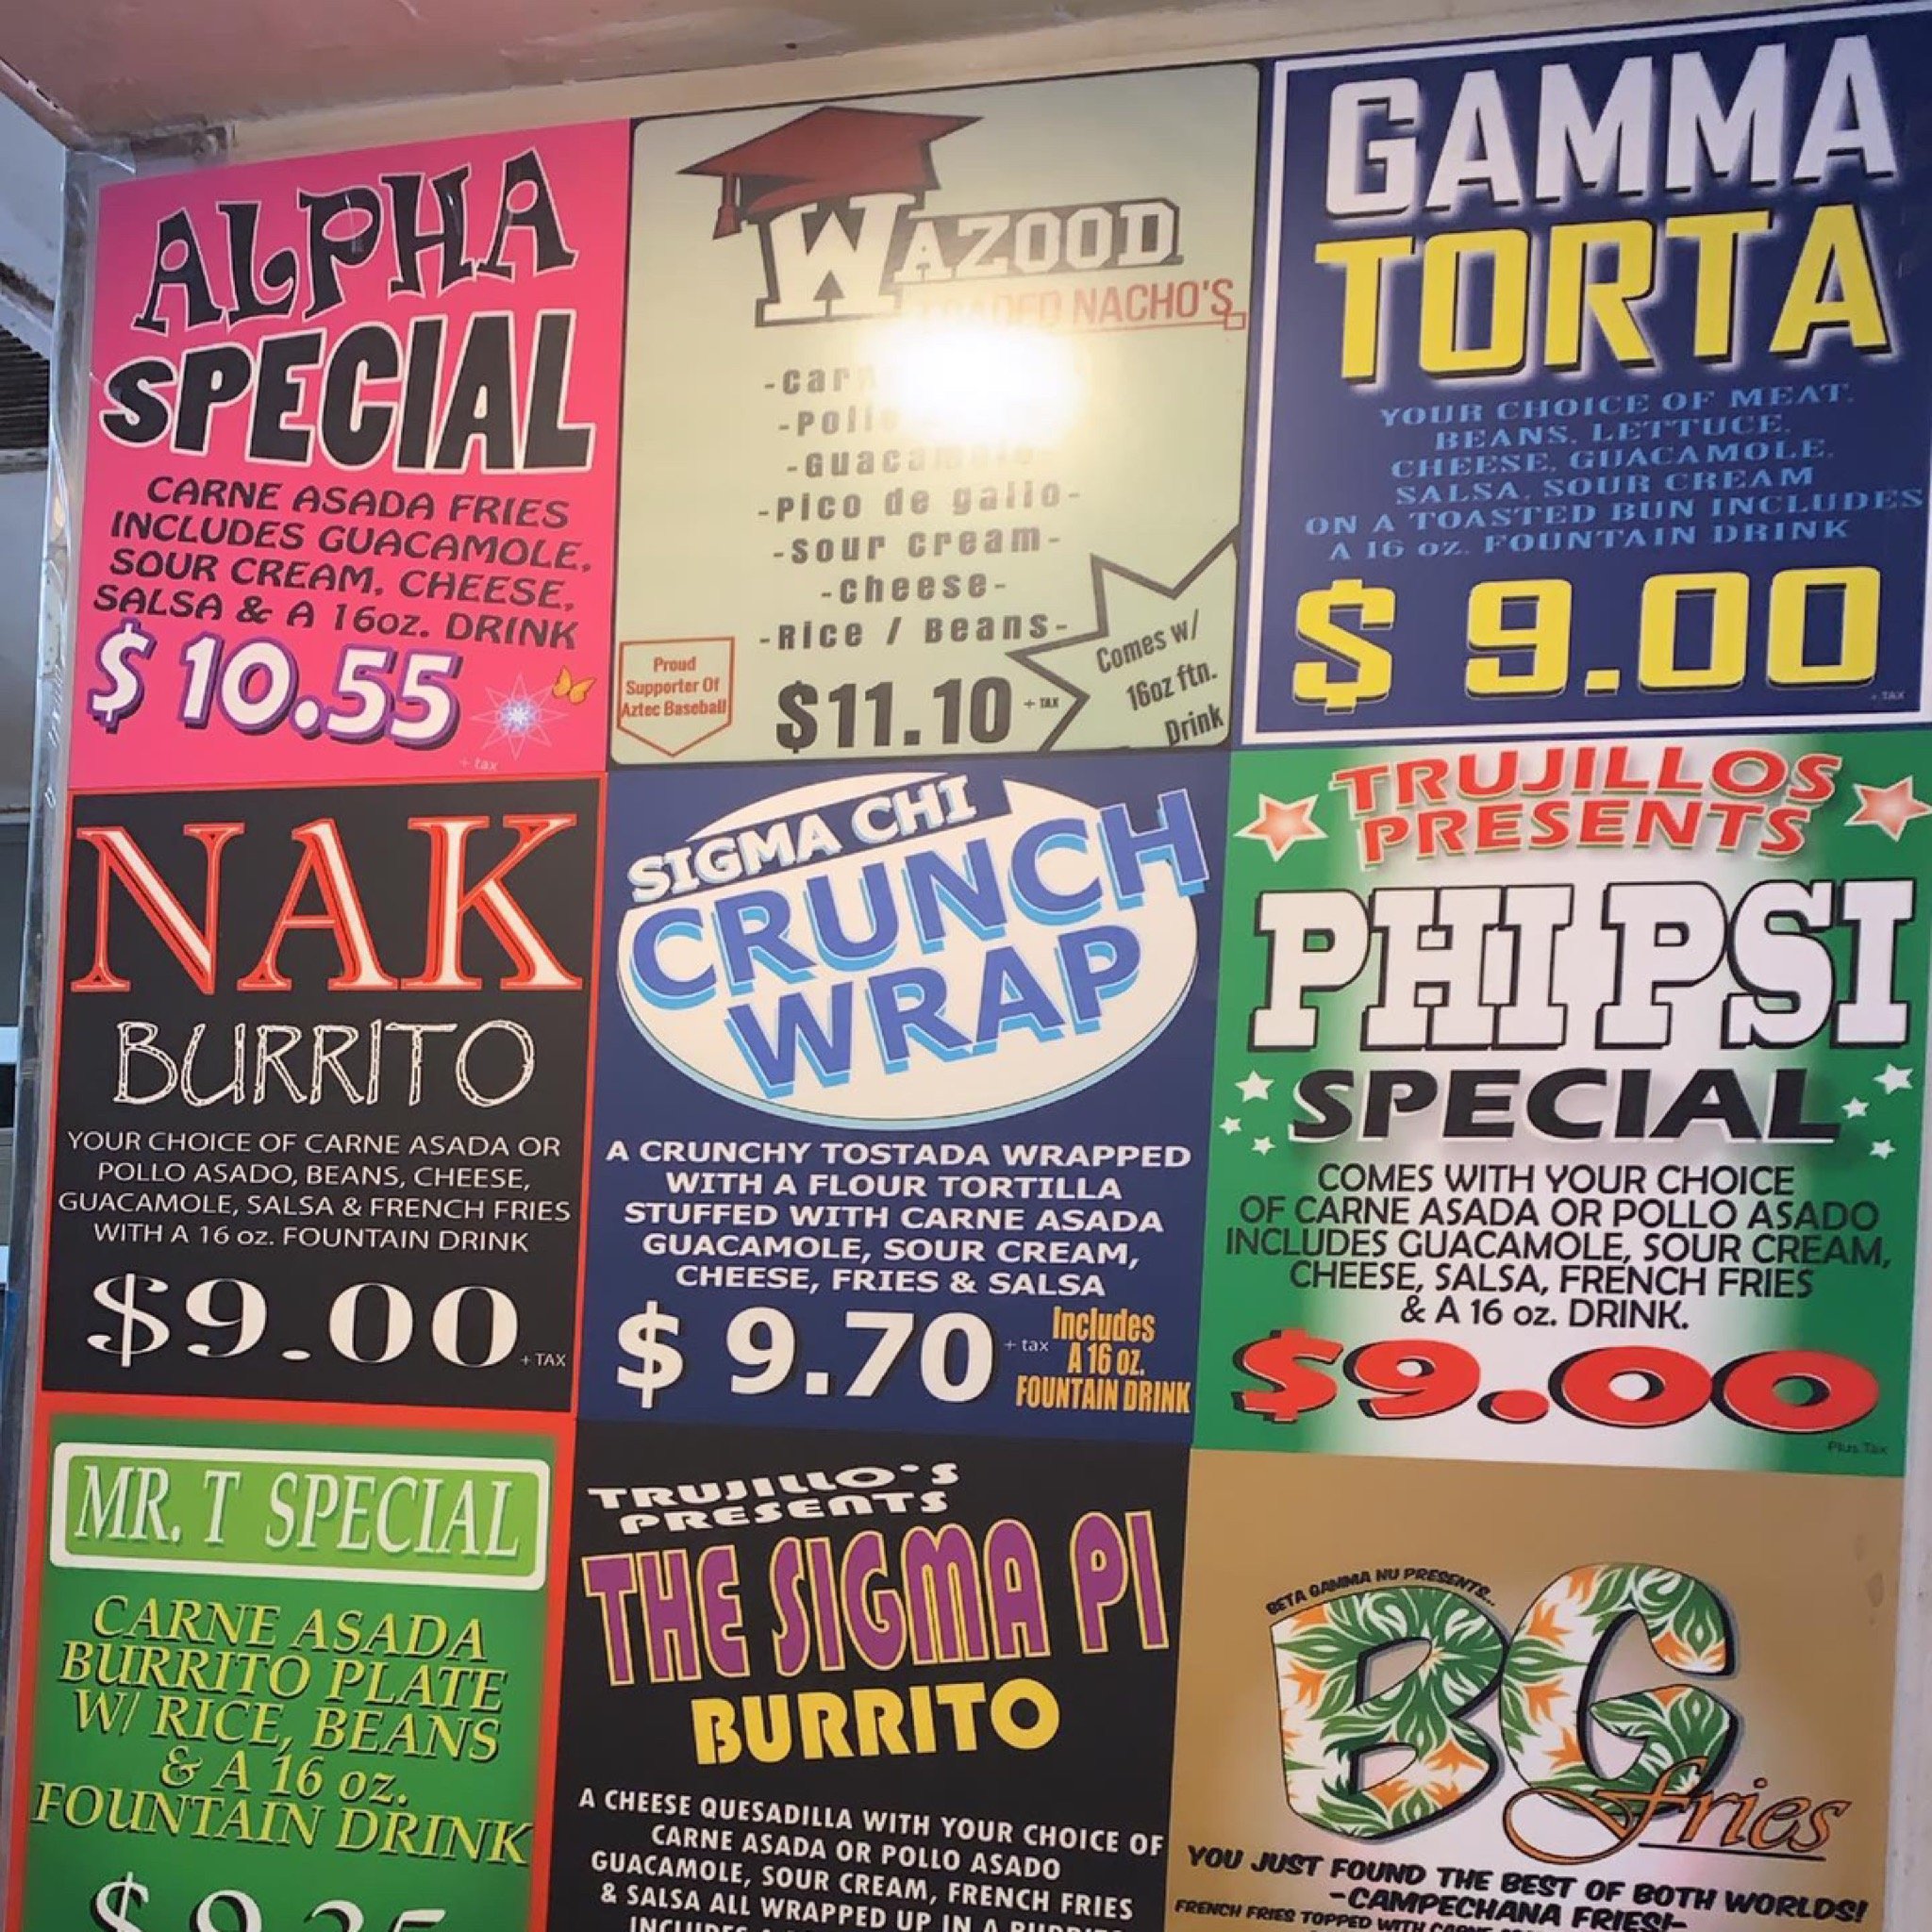 ALPHA
SPECIAL
CARNE ASADA FRIES
INCLUDES GUACAMOLE,
SOUR CREAM, CHEESE,
SALSA & A 16oz. DRINK
$ 10.55
+ tax
WAZOOD
NACHO'S
-Pico de gallo-
-sour cream-
-cheese-
-Rice / Beans-
Proud
Supporter Of
Aztec Baseball
$11.10 + TAX
Comes w/
16oz ftn.
Drink
GAMMA
TORTA
YOUR CHOICE OF MEAT,
BEANS, LETTUCE,
CHEESE, GUACAMOLE,
SALSA, SOUR CREAM
ON A TOASTED BUN INCLUDES
A 16 oz. FOUNTAIN DRINK
$ 9.00
+ TAX
NAK
BURRITO
YOUR CHOICE OF CARNE ASADA OR
POLLO ASADO, BEANS, CHEESE,
GUACAMOLE, SALSA & FRENCH FRIES
WITH A 16 oz. FOUNTAIN DRINK
$9.00 + TAX
SIGMA CHI
CRUNCH
WRAP
A CRUNCHY TOSTADA WRAPPED
WITH A FLOUR TORTILLA
STUFFED WITH CARNE ASADA
GUACAMOLE, SOUR CREAM,
CHEESE, FRIES & SALSA
$ 9.70 + tax
Includes
A 16 oz.
FOUNTAIN DRINK
TRUJILLOS
PRESENTS
PHI PSI
SPECIAL
COMES WITH YOUR CHOICE
OF CARNE ASADA OR POLLO ASADO
INCLUDES GUACAMOLE, SOUR CREAM,
CHEESE, SALSA, FRENCH FRIES
& A 16 oz. DRINK.
$9.00
Plus Tax
MR. T SPECIAL
CARNE ASADA
BURRITO PLATE
W/ RICE, BEANS
& A 16 oz.
FOUNTAIN DRINK
TRUJILLO'S
PRESENTS
THE SIGMA PI
BURRITO
A CHEESE QUESADILLA WITH YOUR CHOICE OF
CARNE ASADA OR POLLO ASADO
GUACAMOLE, SOUR CREAM, FRENCH FRIES
& SALSA ALL WRAPPED UP IN A
BETA GAMMA NU PRESENTS...
BG
Fries
YOU JUST FOUND THE BEST OF BOTH WORLDS!
-CAMPECHANA FRIES!-
FRENCH FRIES TOPPED WITH